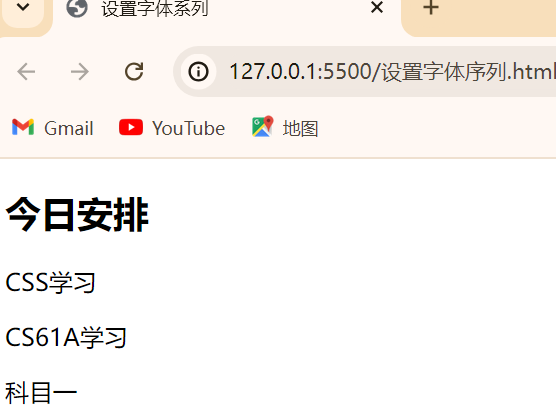 设置字体系列
127.0.0.1:5500/设置字体序列.html
Gmail YouTube 地图
今日安排
CSS学习
CS61A学习
科目一